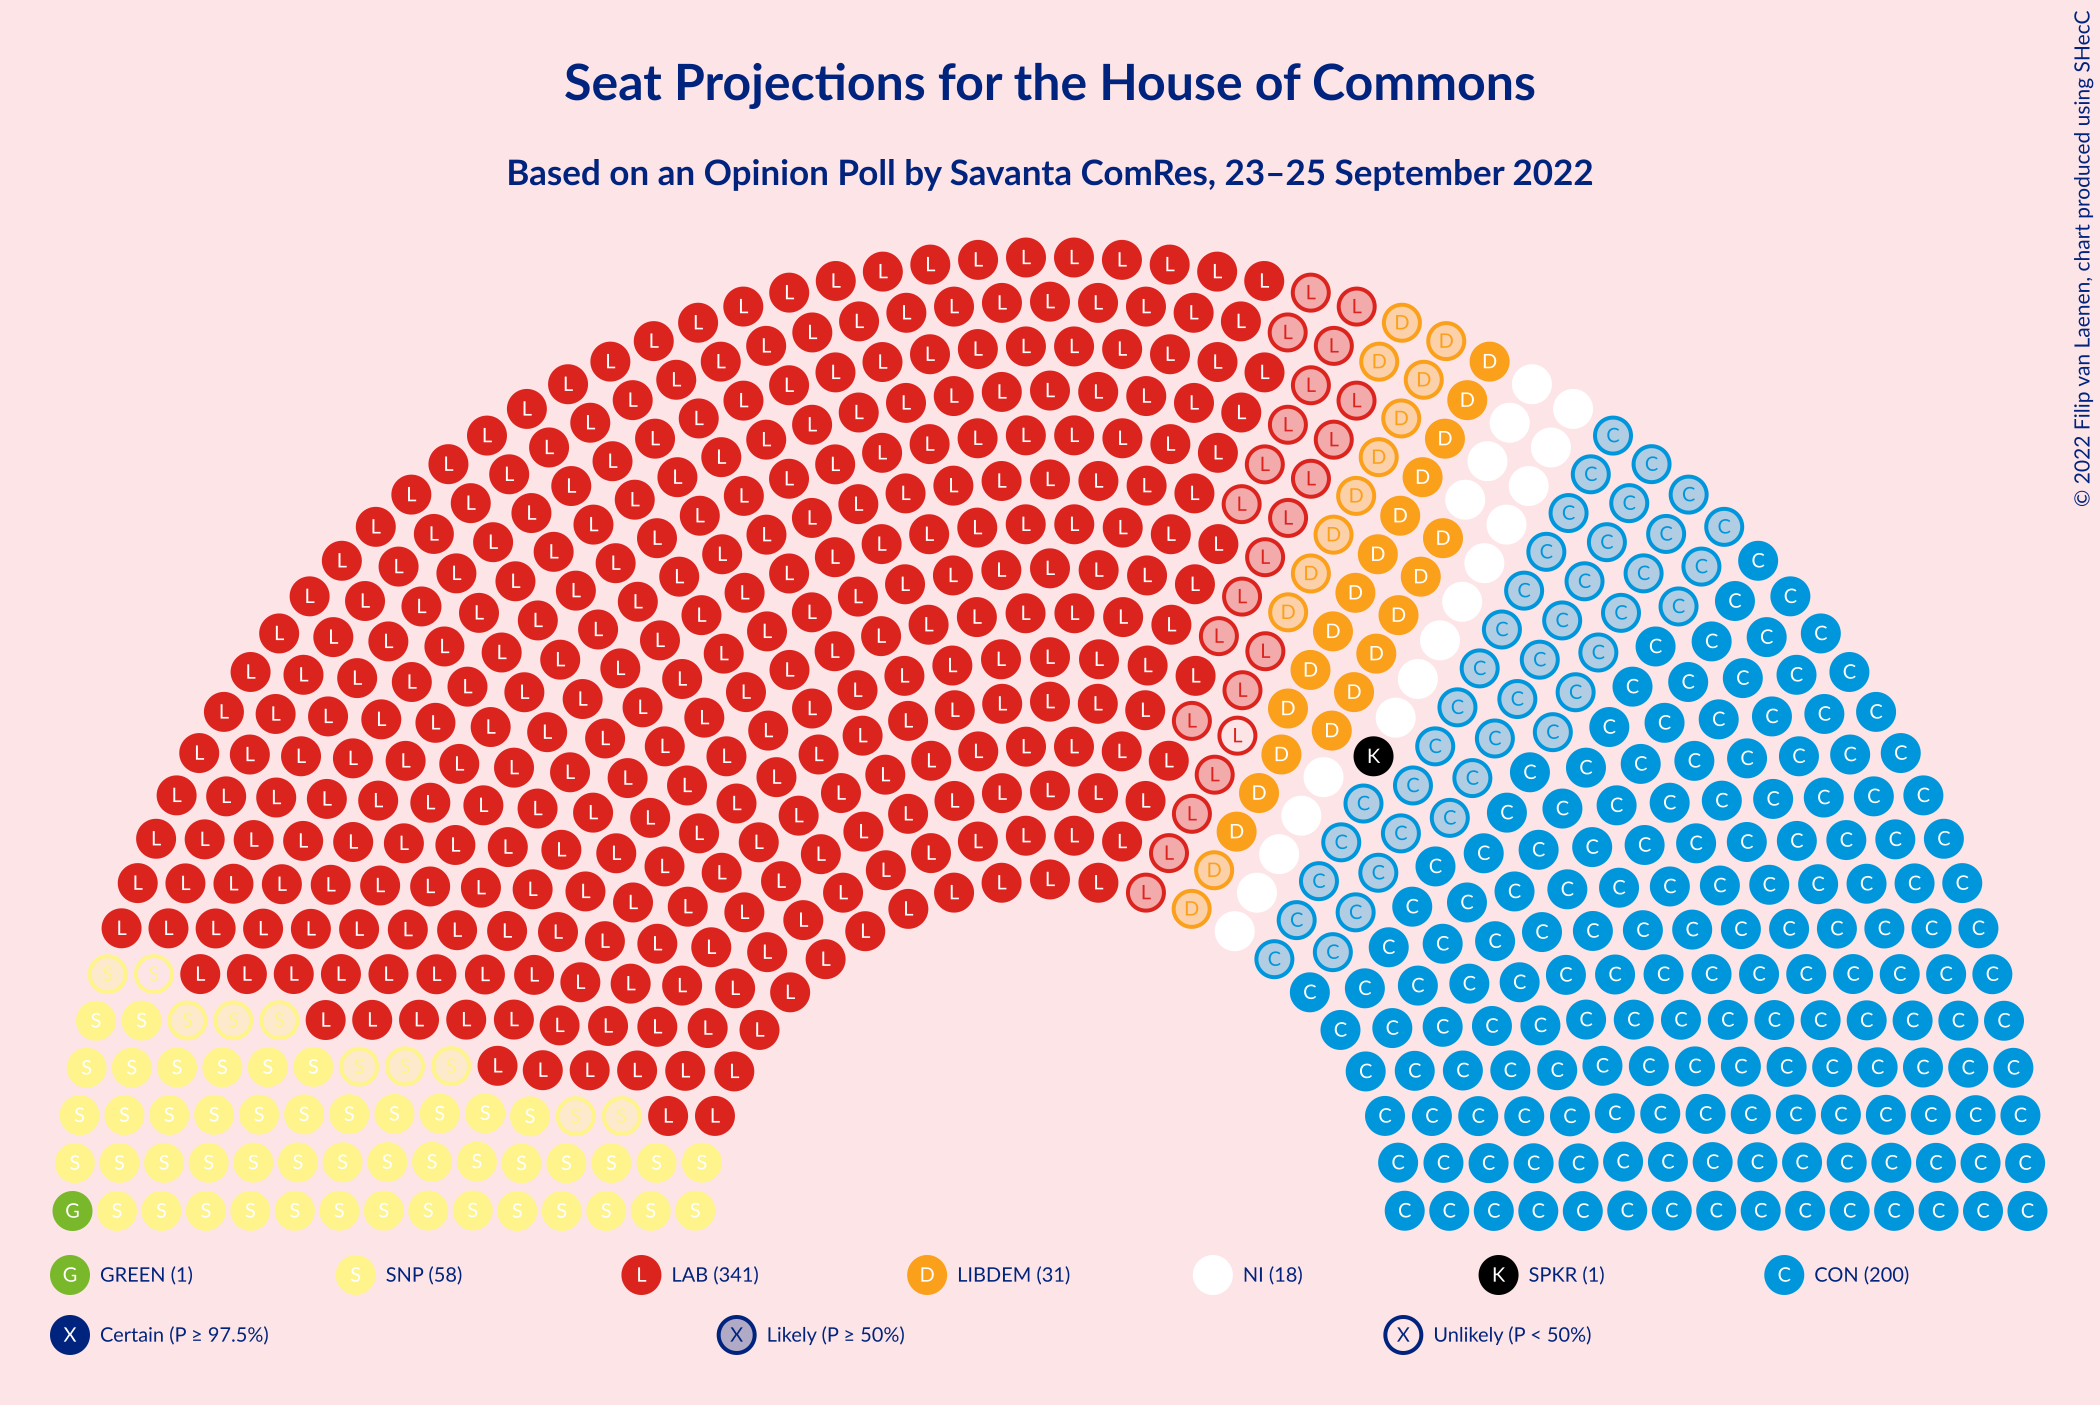 Seat Projections for the House of Commons
Based on an Opinion Poll by Savanta ComRes, 23–25 September 2022
© 2022 Filip van Laenen, chart produced using SHecC
G GREEN (1) S SNP (58) L LAB (341) D LIBDEM (31) NI (18) K SPKR (1) C CON (200)
X Certain (P ≥ 97.5%) X Likely (P ≥ 50%) X Unlikely (P < 50%)